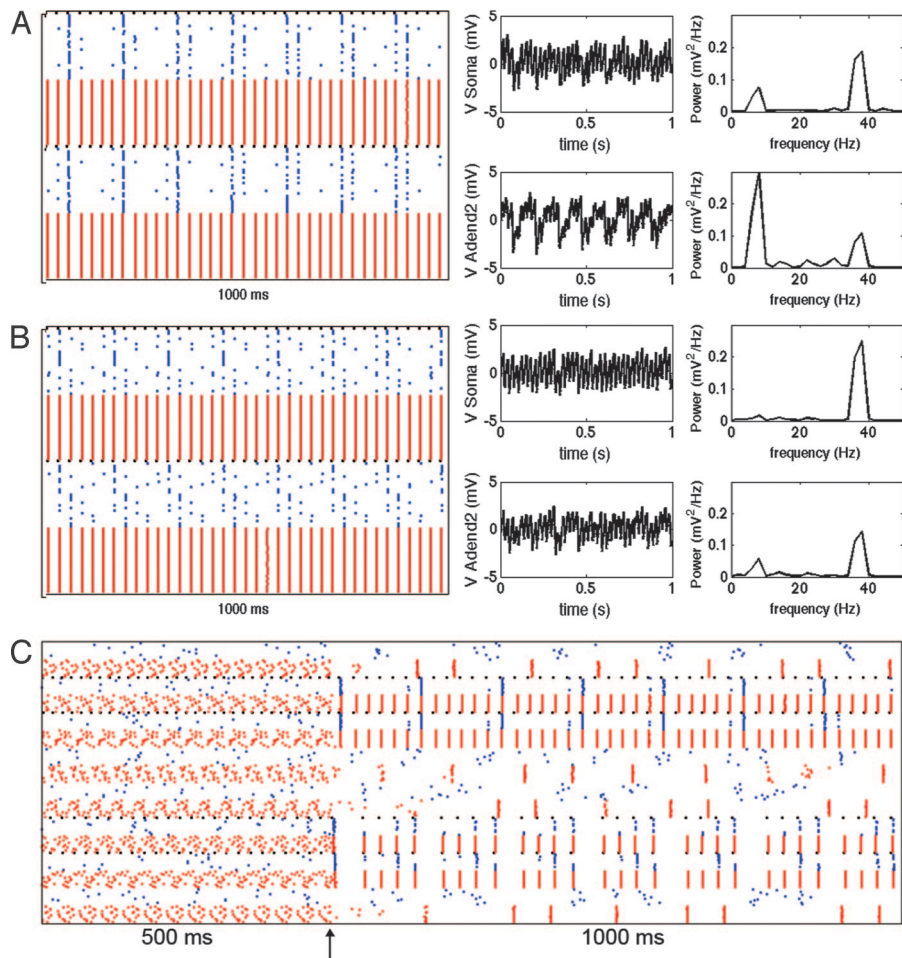 A
1000 ms
V Soma (mV)
5
0
-5
0
0.5
1
time (s)
Power (mV²/Hz)
0.2
0.1
0
0
20
40
frequency (Hz)
V Adend2 (mV)
5
0
-5
0
0.5
1
time (s)
Power (mV²/Hz)
0.2
0.1
0
0
20
40
frequency (Hz)
B
1000 ms
V Soma (mV)
5
0
-5
0
0.5
1
time (s)
Power (mV²/Hz)
0.2
0.1
0
0
20
40
frequency (Hz)
V Adend2 (mV)
5
0
-5
0
0.5
1
time (s)
Power (mV²/Hz)
0.2
0.1
0
0
20
40
frequency (Hz)
C
500 ms
1000 ms